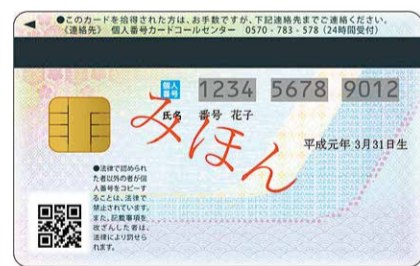 ●このカードを拾得された方は、お手数ですが、下記連絡先までご連絡ください。
《連絡先》 個人番号カードコールセンター 0570-783-578 (24時間受付)
個人番号 1234 5678 9012
氏名 番号 花子
平成元年 3月31日生
みほん
●法律で認められ
た者以外の者が個
人番号をコピーす
ることは、法律で
禁止されています。
また、記載事項を
改ざんした者は、
法律により罰せら
れます。